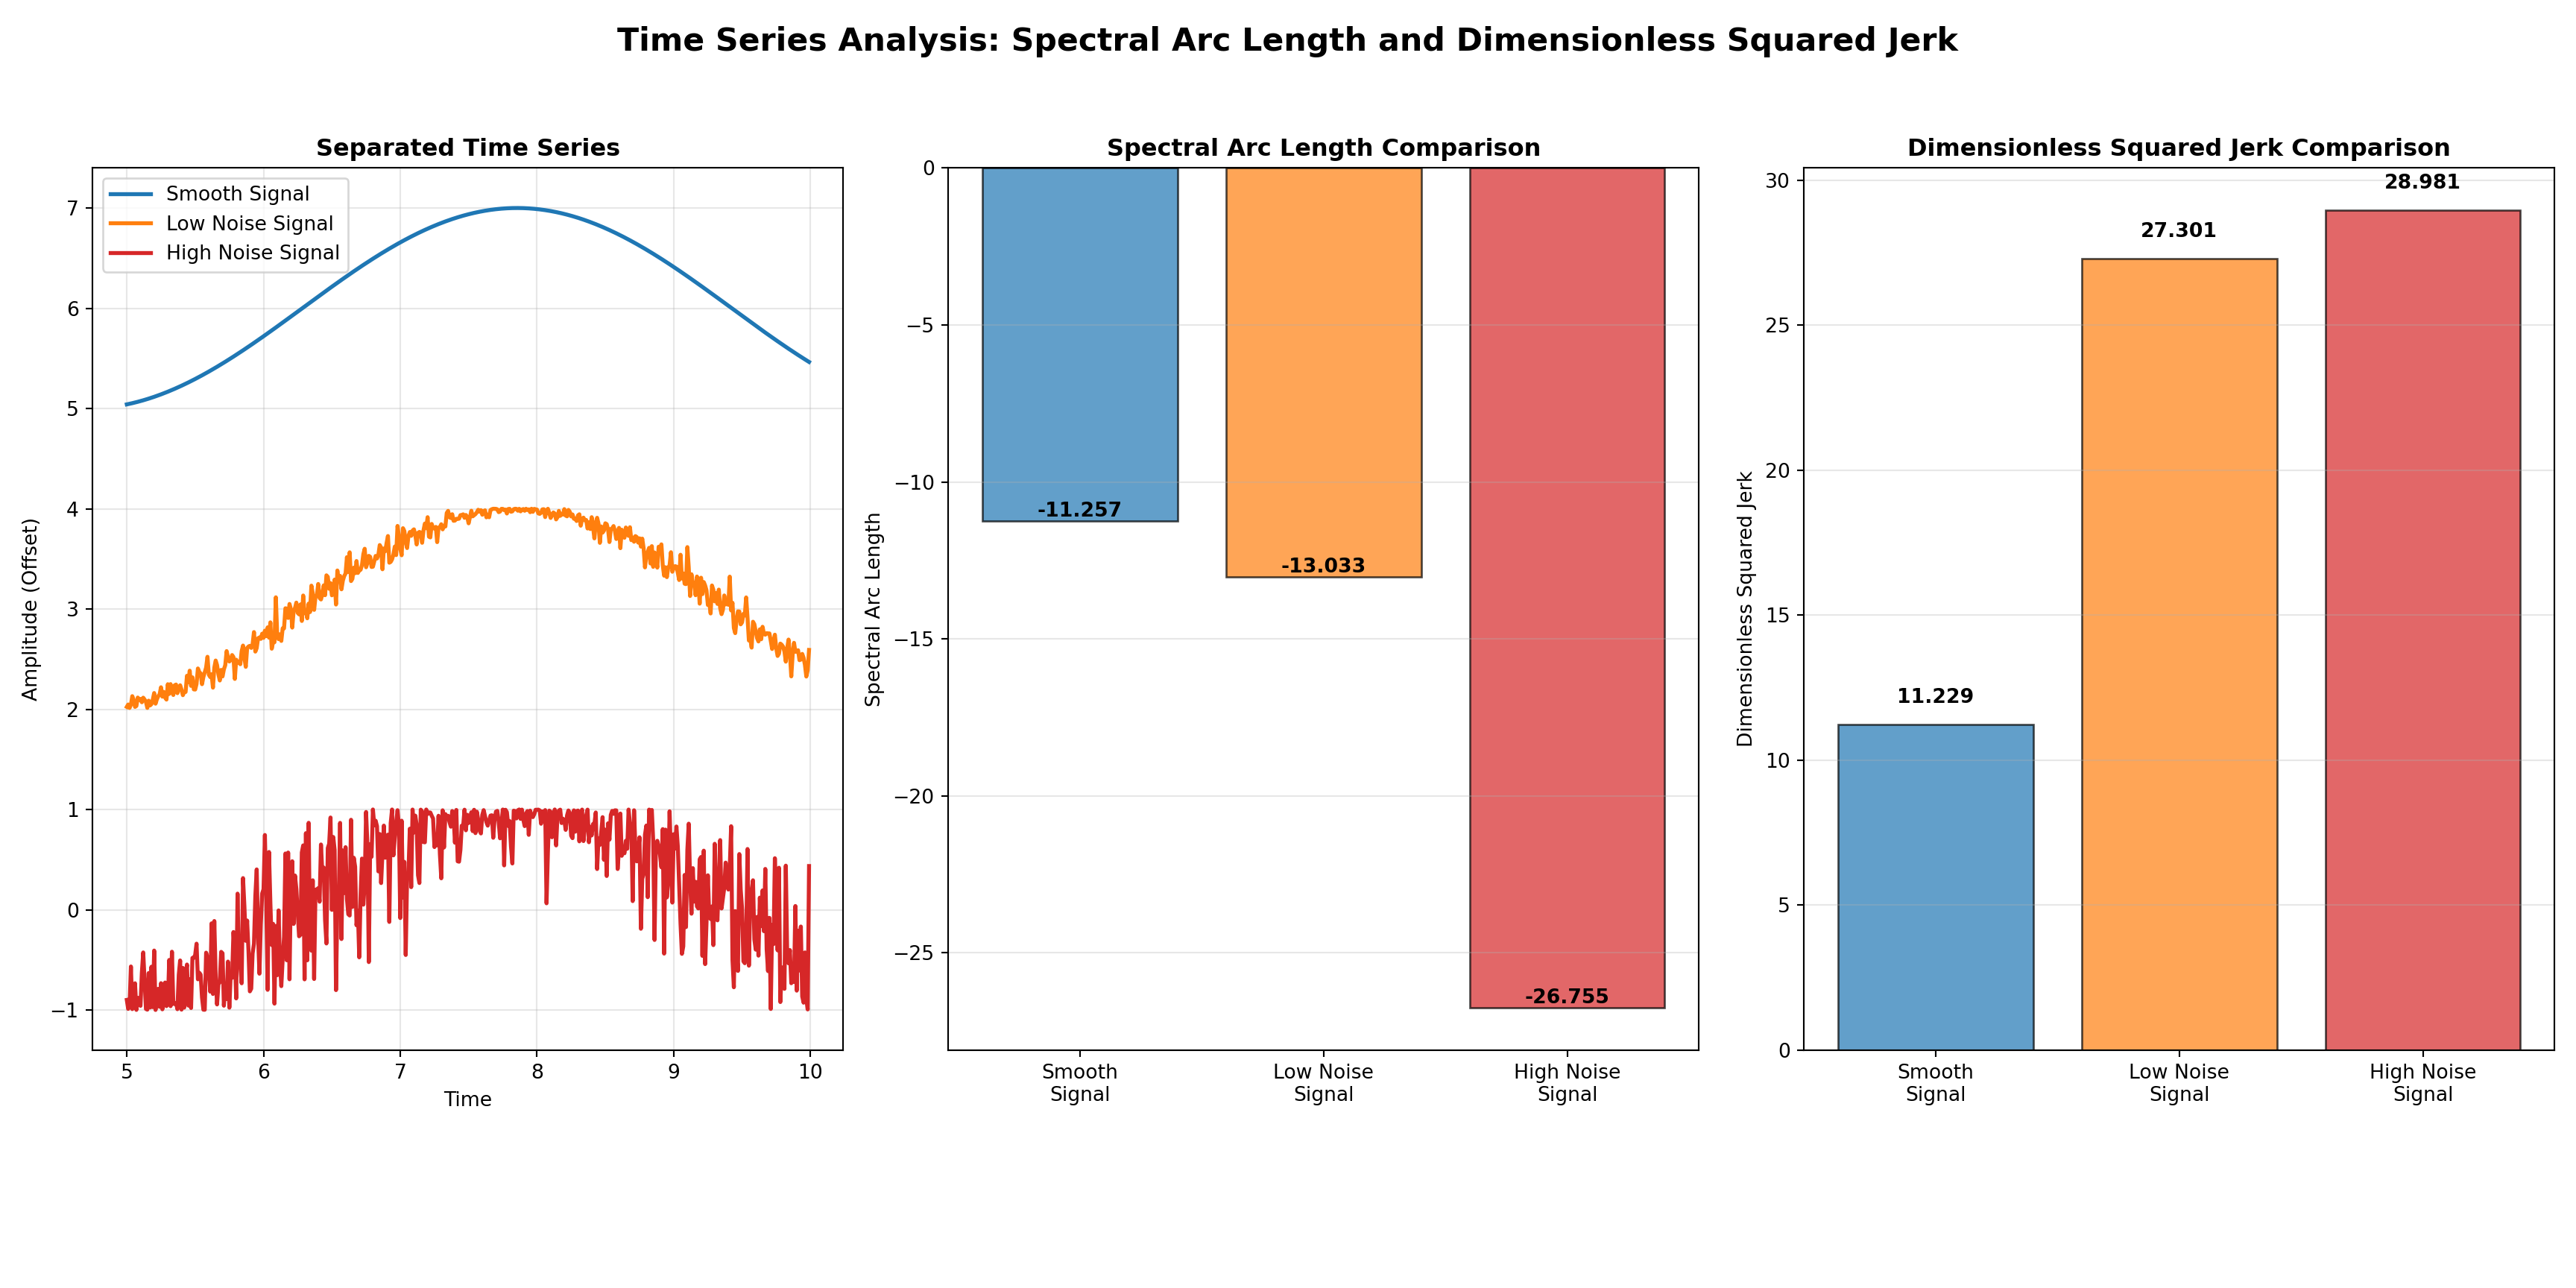 Time Series Analysis: Spectral Arc Length and Dimensionless Squared Jerk
Separated Time Series
Smooth Signal
Low Noise Signal
High Noise Signal
7
6
5
4
3
2
1
0
−1
Amplitude (Offset)
5
6
7
8
9
10
Time
Spectral Arc Length Comparison
0
−5
−10
−15
−20
−25
Spectral Arc Length
-11.257
-13.033
-26.755
Smooth
Signal
Low Noise
Signal
High Noise
Signal
Dimensionless Squared Jerk Comparison
30
25
20
15
10
5
0
Dimensionless Squared Jerk
11.229
27.301
28.981
Smooth
Signal
Low Noise
Signal
High Noise
Signal